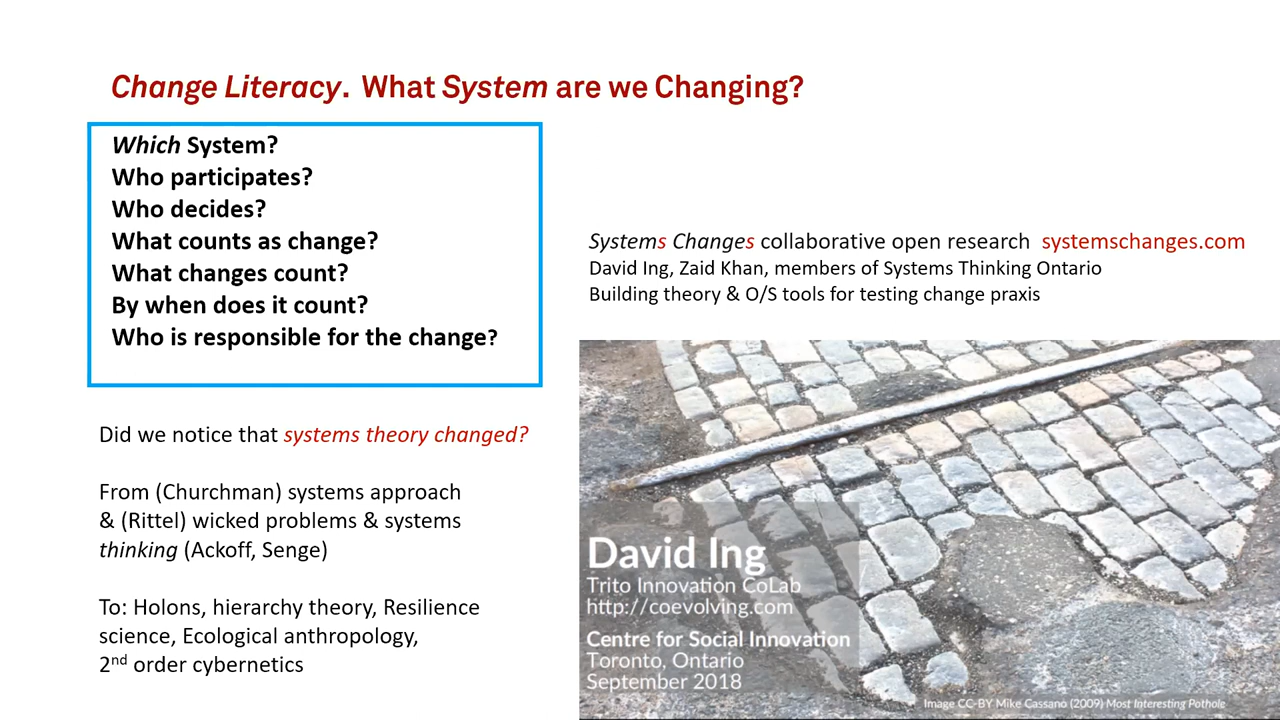 Change Literacy. What System are we Changing?
Which System?
Who participates?
Who decides?
What counts as change?
What changes count?
By when does it count?
Who is responsible for the change?
Did we notice that systems theory changed?
From (Churchman) systems approach
& (Rittel) wicked problems & systems
thinking (Ackoff, Senge)
To: Holons, hierarchy theory, Resilience
science, Ecological anthropology,
2nd order cybernetics
Systems Changes collaborative open research systemschanges.com
David Ing, Zaid Khan, members of Systems Thinking Ontario
Building theory & O/S tools for testing change praxis
David Ing
Trito Innovation CoLab
http://coevolving.com
Centre for Social Innovation
Toronto, Ontario
September 2018
Image CC-BY Mike Cassano (2009) Most Interesting Pothole